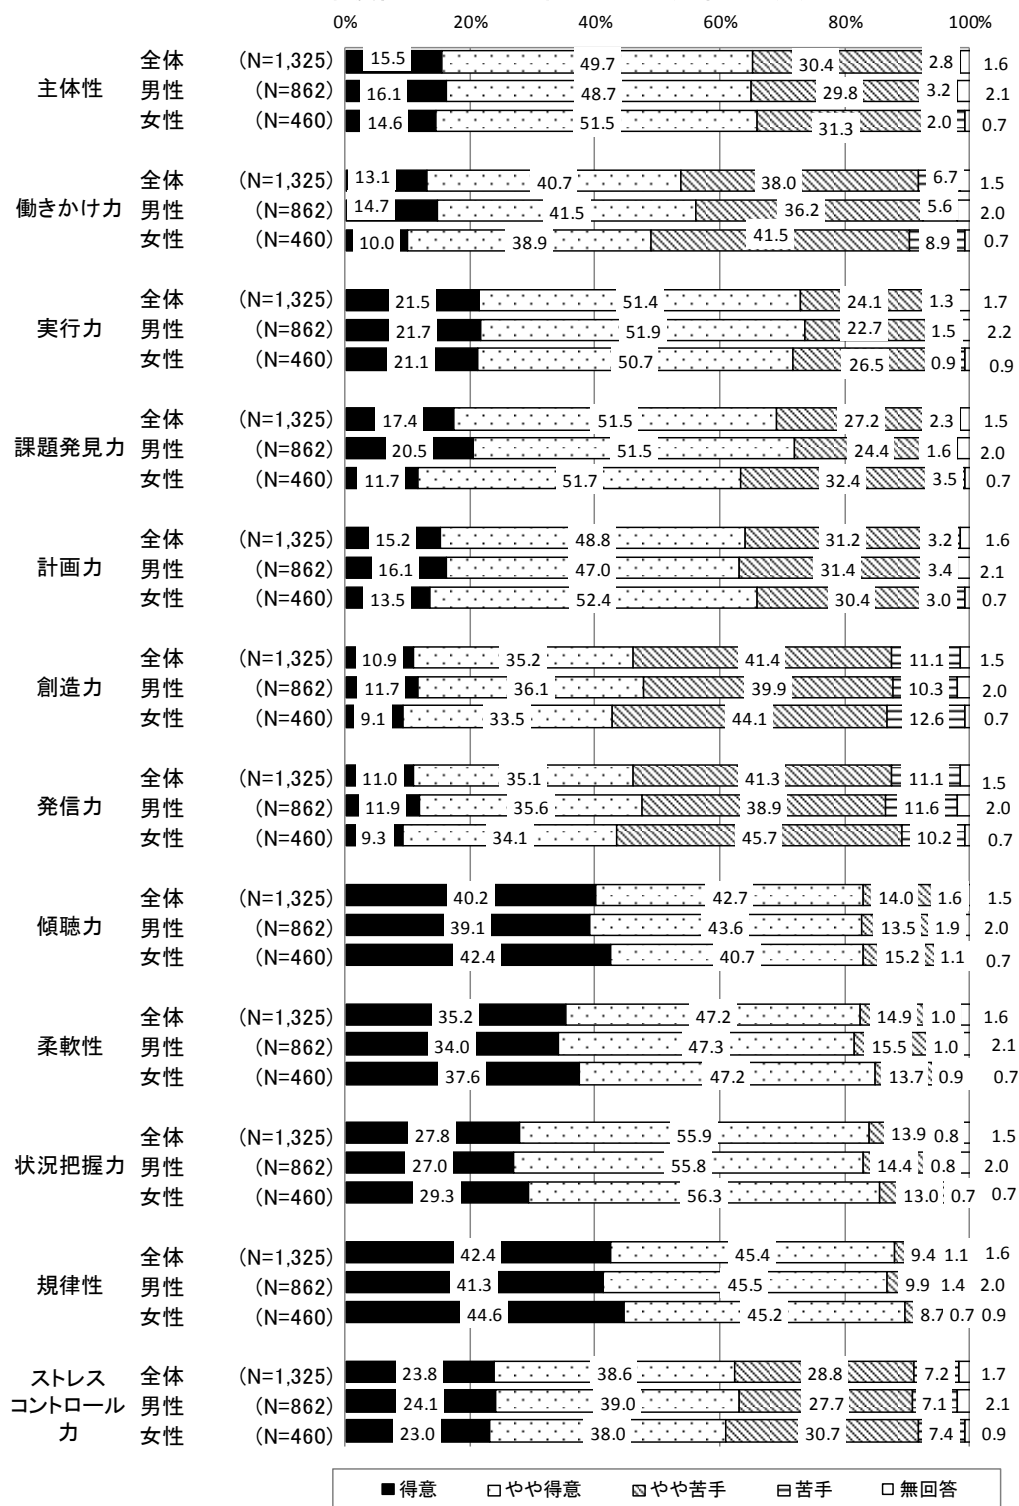 0% 20% 40% 60% 80% 100%
主体性
全体 (N=1,325) 15.5 49.7 30.4 2.8 1.6
男性 (N=862) 16.1 48.7 29.8 3.2 2.1
女性 (N=460) 14.6 51.5 31.3 2.0 0.7
働きかけ力
全体 (N=1,325) 13.1 40.7 38.0 6.7 1.5
男性 (N=862) 14.7 41.5 36.2 5.6 2.0
女性 (N=460) 10.0 38.9 41.5 8.9 0.7
実行力
全体 (N=1,325) 21.5 51.4 24.1 1.3 1.7
男性 (N=862) 21.7 51.9 22.7 1.5 2.2
女性 (N=460) 21.1 50.7 26.5 0.9 0.9
課題発見力
全体 (N=1,325) 17.4 51.5 27.2 2.3 1.5
男性 (N=862) 20.5 51.5 24.4 1.6 2.0
女性 (N=460) 11.7 51.7 32.4 3.5 0.7
計画力
全体 (N=1,325) 15.2 48.8 31.2 3.2 1.6
男性 (N=862) 16.1 47.0 31.4 3.4 2.1
女性 (N=460) 13.5 52.4 30.4 3.0 0.7
創造力
全体 (N=1,325) 10.9 35.2 41.4 11.1 1.5
男性 (N=862) 11.7 36.1 39.9 10.3 2.0
女性 (N=460) 9.1 33.5 44.1 12.6 0.7
発信力
全体 (N=1,325) 11.0 35.1 41.3 11.1 1.5
男性 (N=862) 11.9 35.6 38.9 11.6 2.0
女性 (N=460) 9.3 34.1 45.7 10.2 0.7
傾聴力
全体 (N=1,325) 40.2 42.7 14.0 1.6 1.5
男性 (N=862) 39.1 43.6 13.5 1.9 2.0
女性 (N=460) 42.4 40.7 15.2 1.1 0.7
柔軟性
全体 (N=1,325) 35.2 47.2 14.9 1.0 1.6
男性 (N=862) 34.0 47.3 15.5 1.0 2.1
女性 (N=460) 37.6 47.2 13.7 0.9 0.7
状況把握力
全体 (N=1,325) 27.8 55.9 13.9 0.8 1.5
男性 (N=862) 27.0 55.8 14.4 0.8 2.0
女性 (N=460) 29.3 56.3 13.0 0.7 0.7
規律性
全体 (N=1,325) 42.4 45.4 9.4 1.1 1.6
男性 (N=862) 41.3 45.5 9.9 1.4 2.0
女性 (N=460) 44.6 45.2 8.7 0.7 0.9
ストレス
コントロール
力
全体 (N=1,325) 23.8 38.6 28.8 7.2 1.7
男性 (N=862) 24.1 39.0 27.7 7.1 2.1
女性 (N=460) 23.0 38.0 30.7 7.4 0.9
得意 やや得意 やや苦手 苦手 無回答